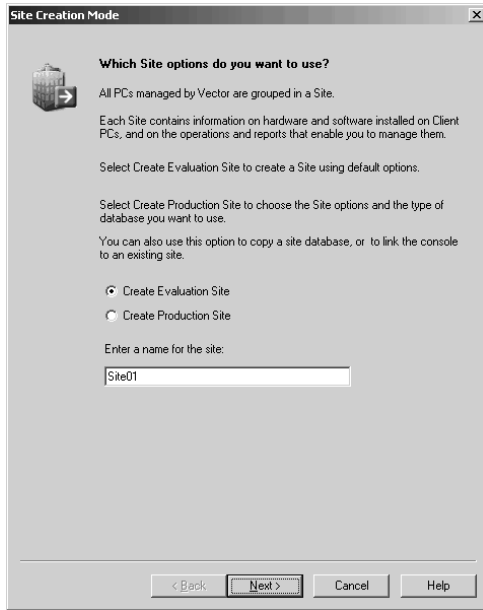 Site Creation Mode
Which Site options do you want to use?
All PCs managed by Vector are grouped in a Site.
Each Site contains information on hardware and software installed on Client
PCs, and on the operations and reports that enable you to manage them.
Select Create Evaluation Site to create a Site using default options.
Select Create Production Site to choose the Site options and the type of
database you want to use.
You can also use this option to copy a site database, or to link the console
to an existing site.
Create Evaluation Site
Create Production Site
Enter a name for the site:
Site01
< Back
Next >
Cancel
Help